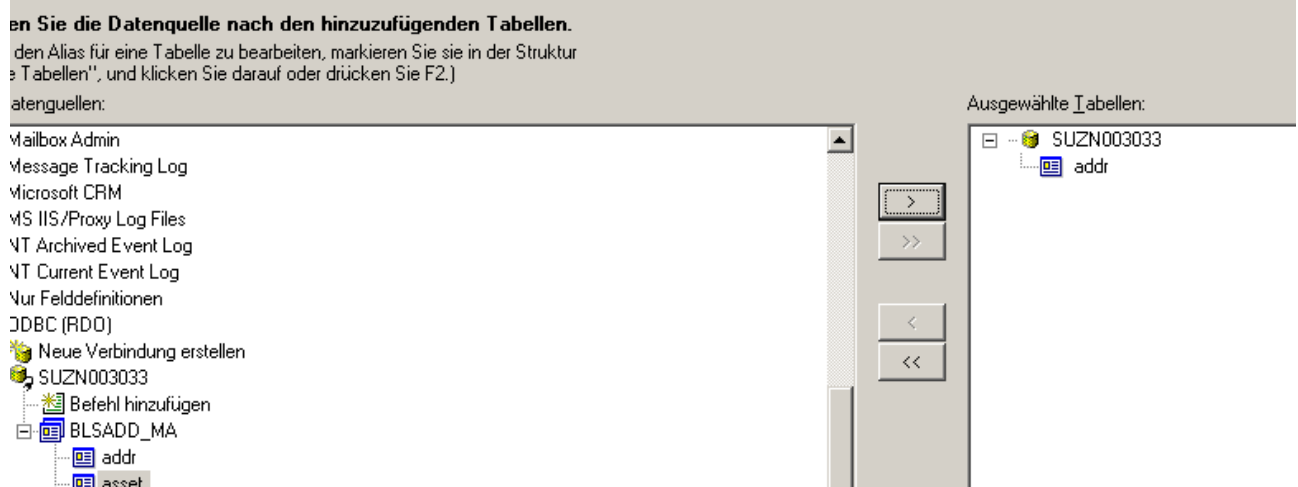 en Sie die Datenquelle nach den hinzuzufügenden Tabellen.
den Alias für eine Tabelle zu bearbeiten, markieren Sie sie in der Struktur
e Tabellen", und klicken Sie darauf oder drücken Sie F2.)
atenquellen:
Ausgewählte Tabellen:
Mailbox Admin
Message Tracking Log
Microsoft CRM
MS IIS/Proxy Log Files
NT Archived Event Log
NT Current Event Log
Nur Felddefinitionen
ODBC (RDO)
Neue Verbindung erstellen
SUZN003033
Befehl hinzufügen
BLSADD_MA
addr
asset
>
>>
<
<<
SUZN003033
addr